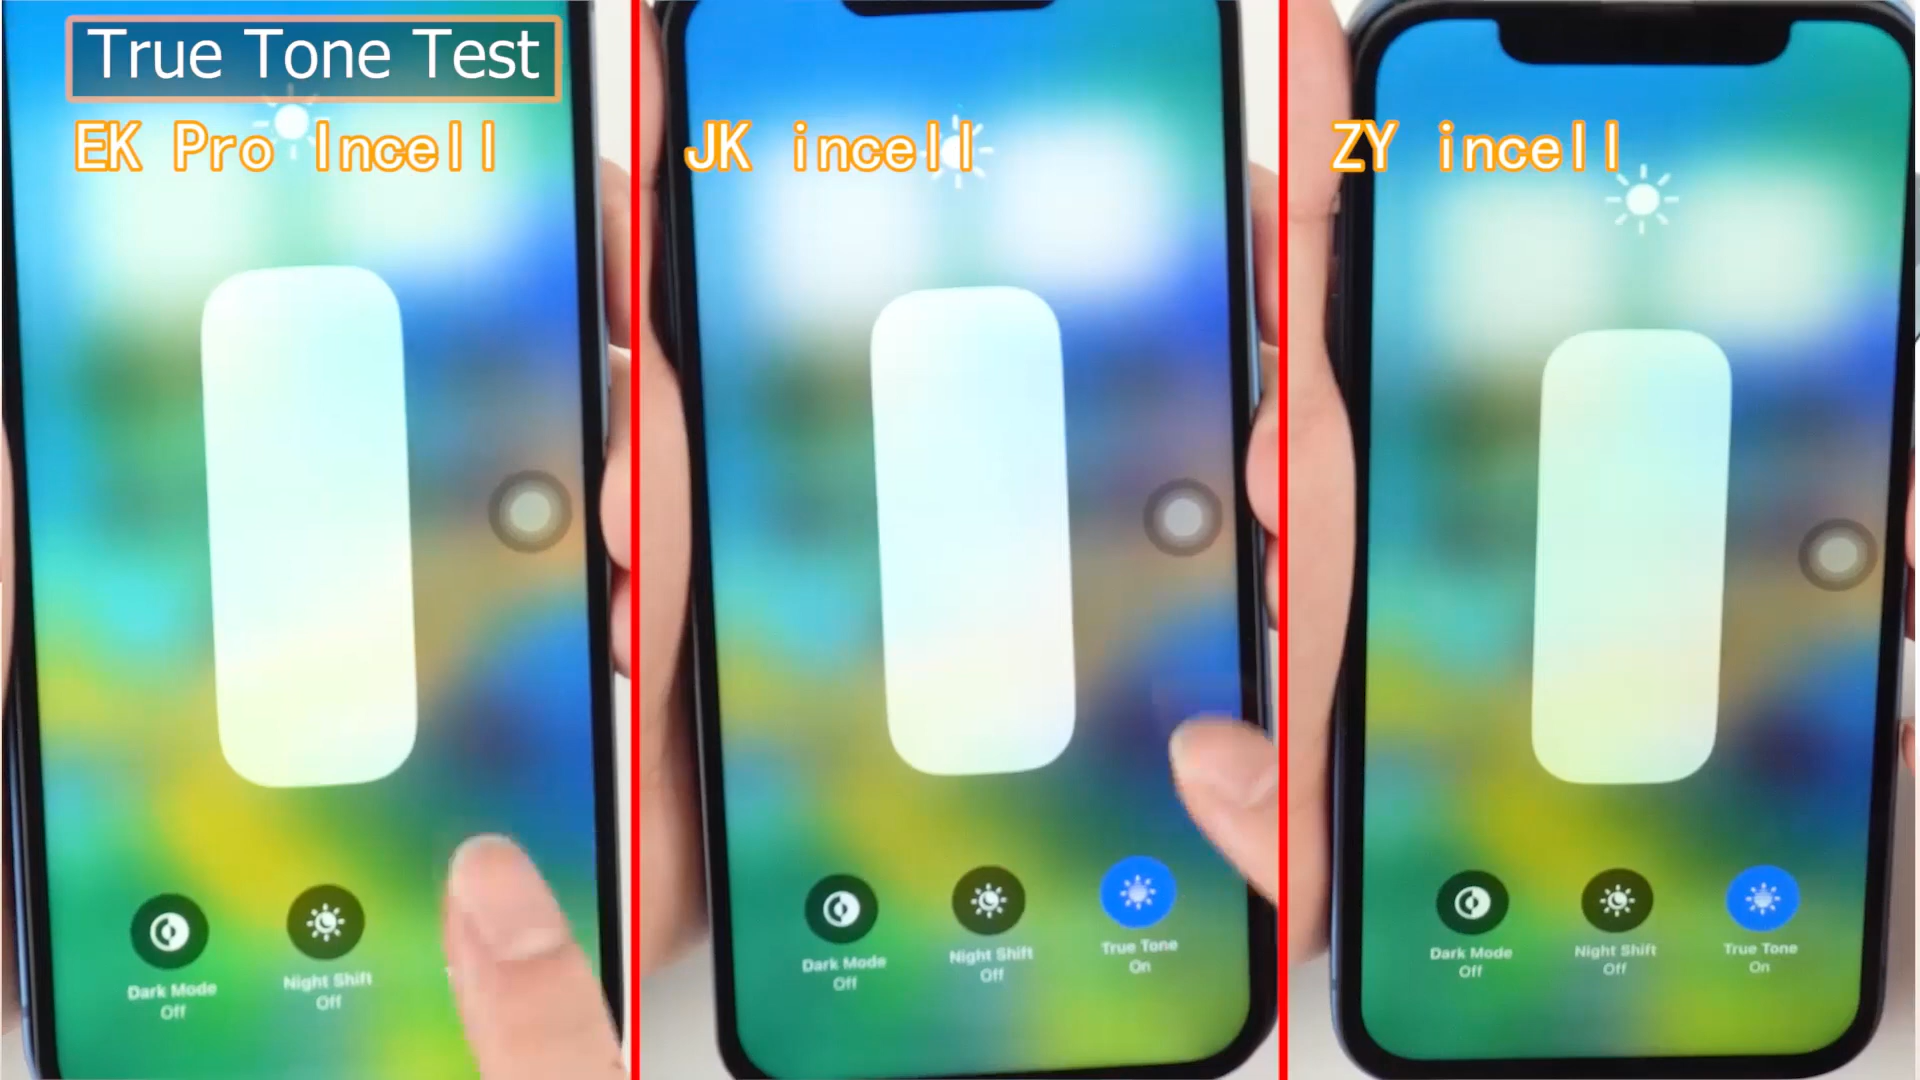 True Tone Test
EK Pro Incell
JK incell
ZY incell
Dark Mode
Off
Night Shift
Off
Dark Mode
Off
Night Shift
Off
True Tone
On
Dark Mode
Off
Night Shift
Off
True Tone
On